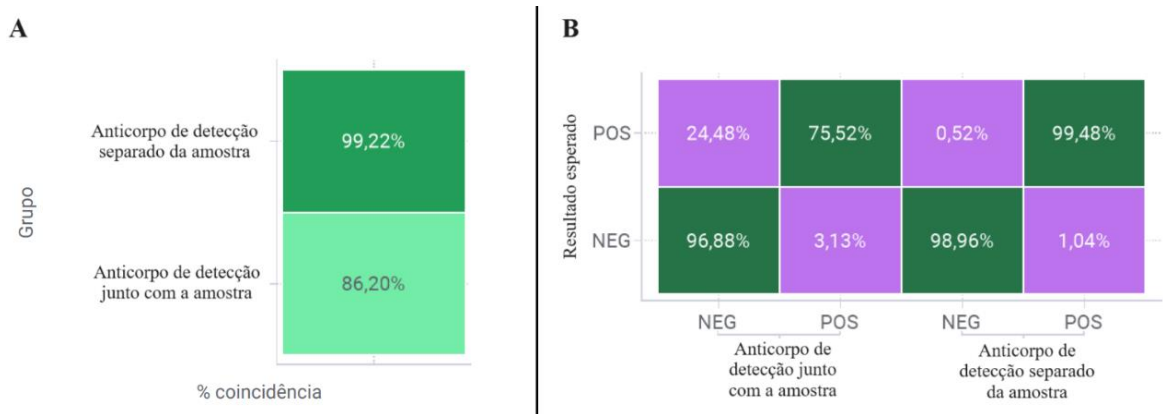 A
Grupo
Anticorpo de detecção
separado da amostra
99,22%
Anticorpo de detecção
junto com a amostra
86,20%
% coincidência
B
Resultado esperado
POS
24,48%
75,52%
0,52%
99,48%
NEG
96,88%
3,13%
98,96%
1,04%
NEG
POS
NEG
POS
Anticorpo de
detecção junto
com a amostra
Anticorpo de
detecção separado
da amostra